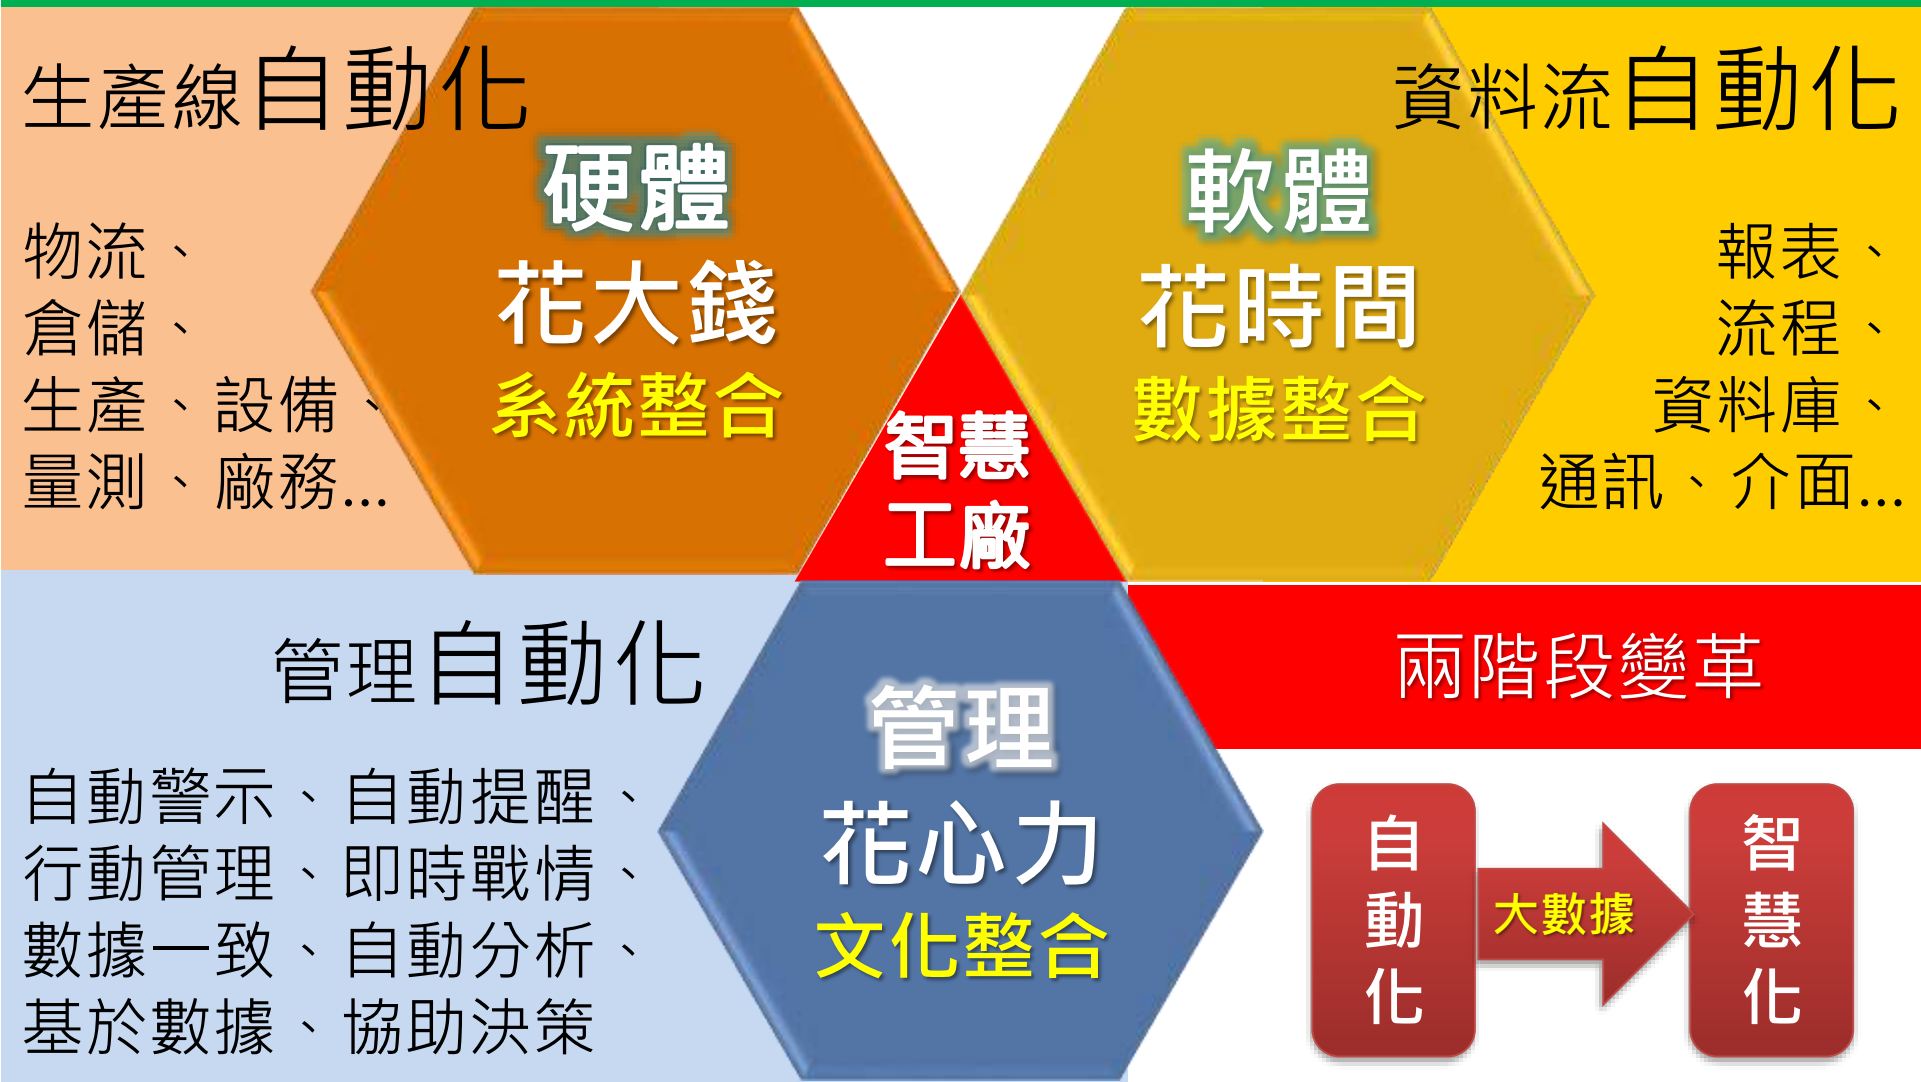 生產線自動化
物流、
倉儲、
生產、設備、
量測、廠務...
硬體
花大錢
系統整合
軟體
花時間
數據整合
資料流自動化
報表、
流程、
資料庫、
通訊、介面...
智慧
工廠
管理自動化
自動警示、自動提醒、
行動管理、即時戰情、
數據一致、自動分析、
基於數據、協助決策
管理
花心力
文化整合
兩階段變革
自動化
大數據
智慧化